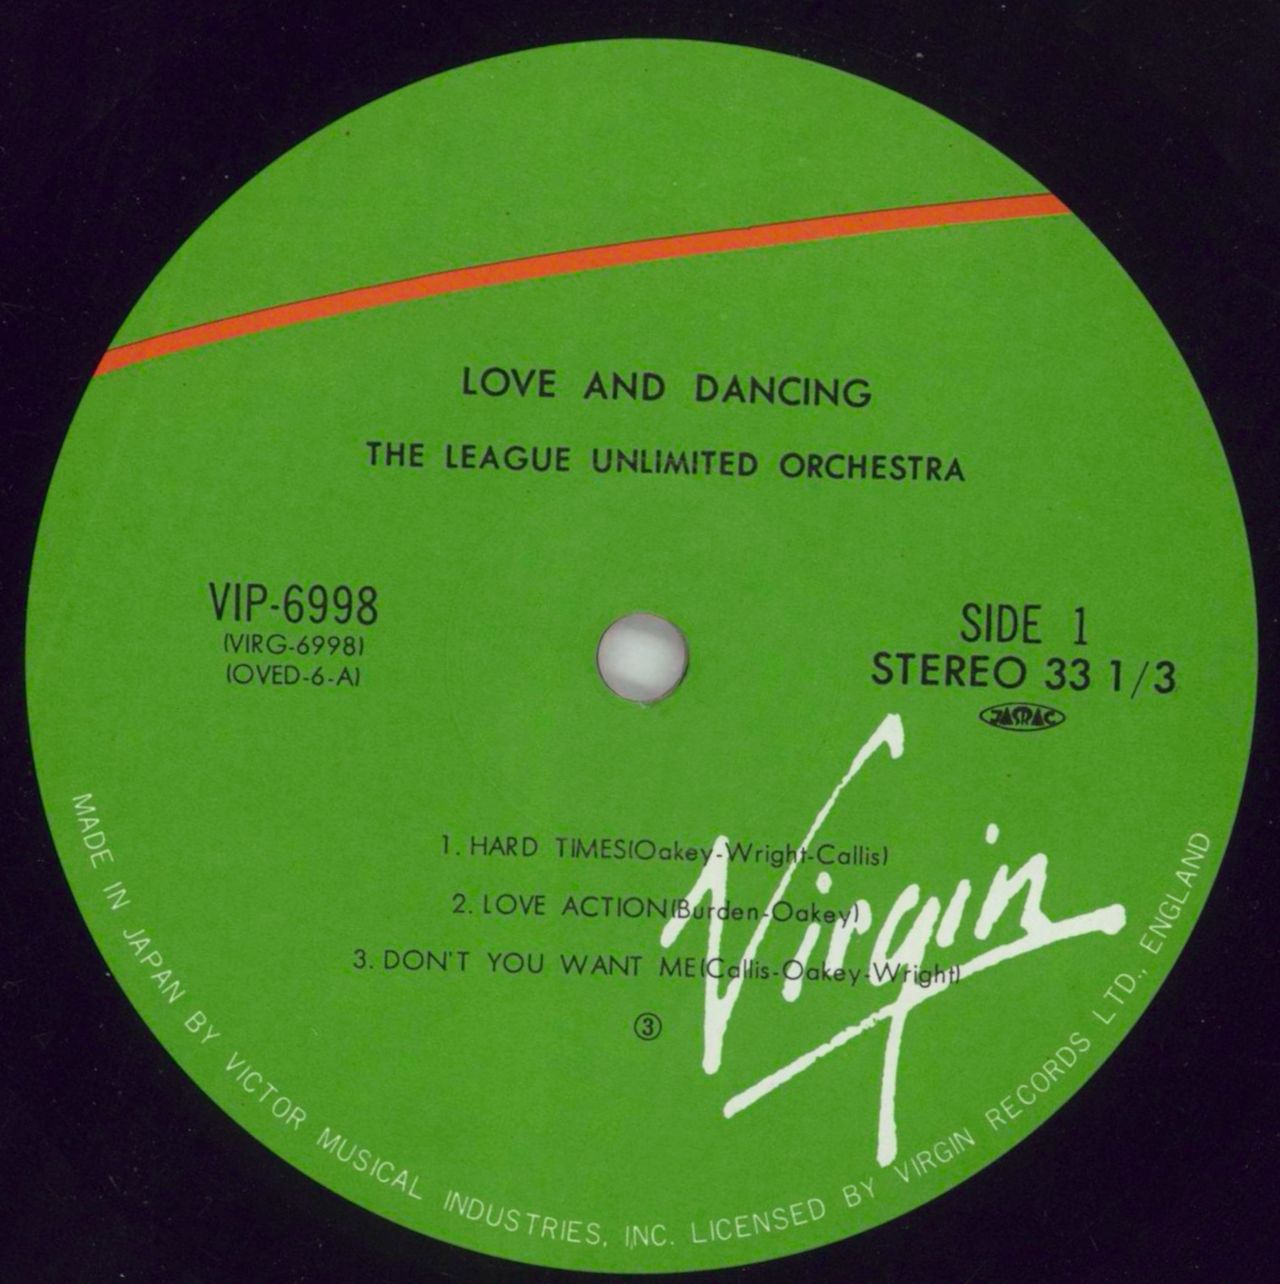 LOVE AND DANCING
THE LEAGUE UNLIMITED ORCHESTRA
VIP-6998
(VIRG-6998)
(OVED-6-A)
SIDE 1
STEREO 33 1/3
JASRAC
1. HARD TIMES(Oakey-Wright-Callis)
2. LOVE ACTION(Burden-Oakey)
3. DON'T YOU WANT ME(Callis-Oakey-Wright)
③
Virgin
MADE IN JAPAN BY VICTOR MUSICAL INDUSTRIES, INC. LICENSED BY VIRGIN RECORDS LTD., ENGLAND